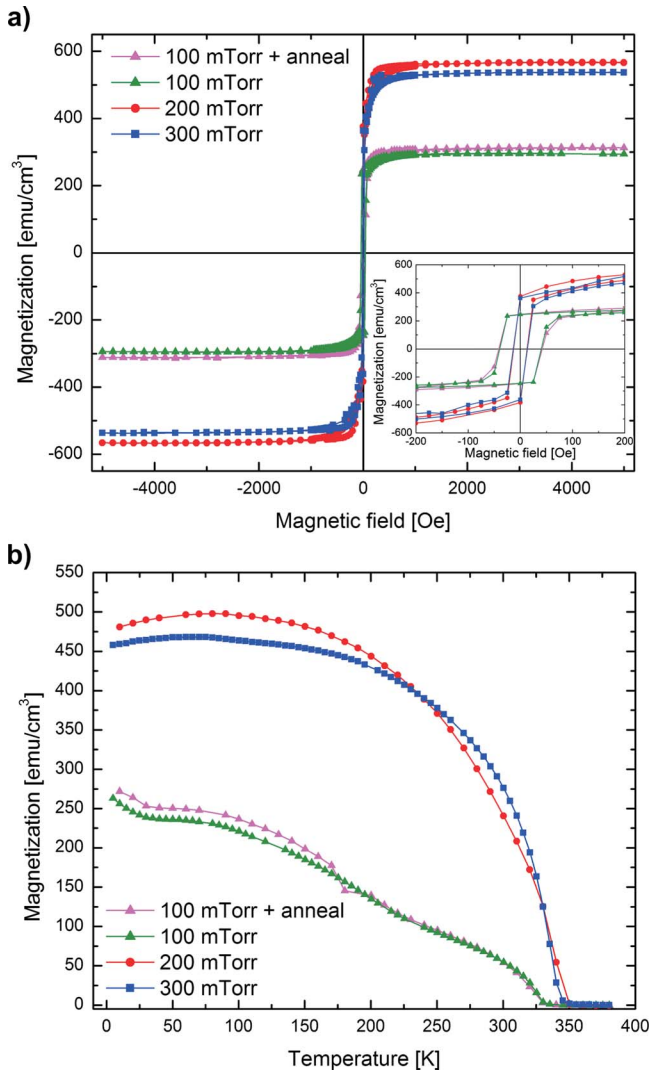 a)
600
400
200
0
-200
-400
-600
Magnetization [emu/cm³]
100 mTorr + anneal
100 mTorr
200 mTorr
300 mTorr
600
400
200
0
-200
-400
-600
Magnetization [emu/cm³]
-200 -100 0 100 200
Magnetic field [Oe]
-4000 -2000 0 2000 4000
Magnetic field [Oe]
b)
550
500
450
400
350
300
250
200
150
100
50
0
Magnetization [emu/cm³]
100 mTorr + anneal
100 mTorr
200 mTorr
300 mTorr
0 50 100 150 200 250 300 350 400
Temperature [K]